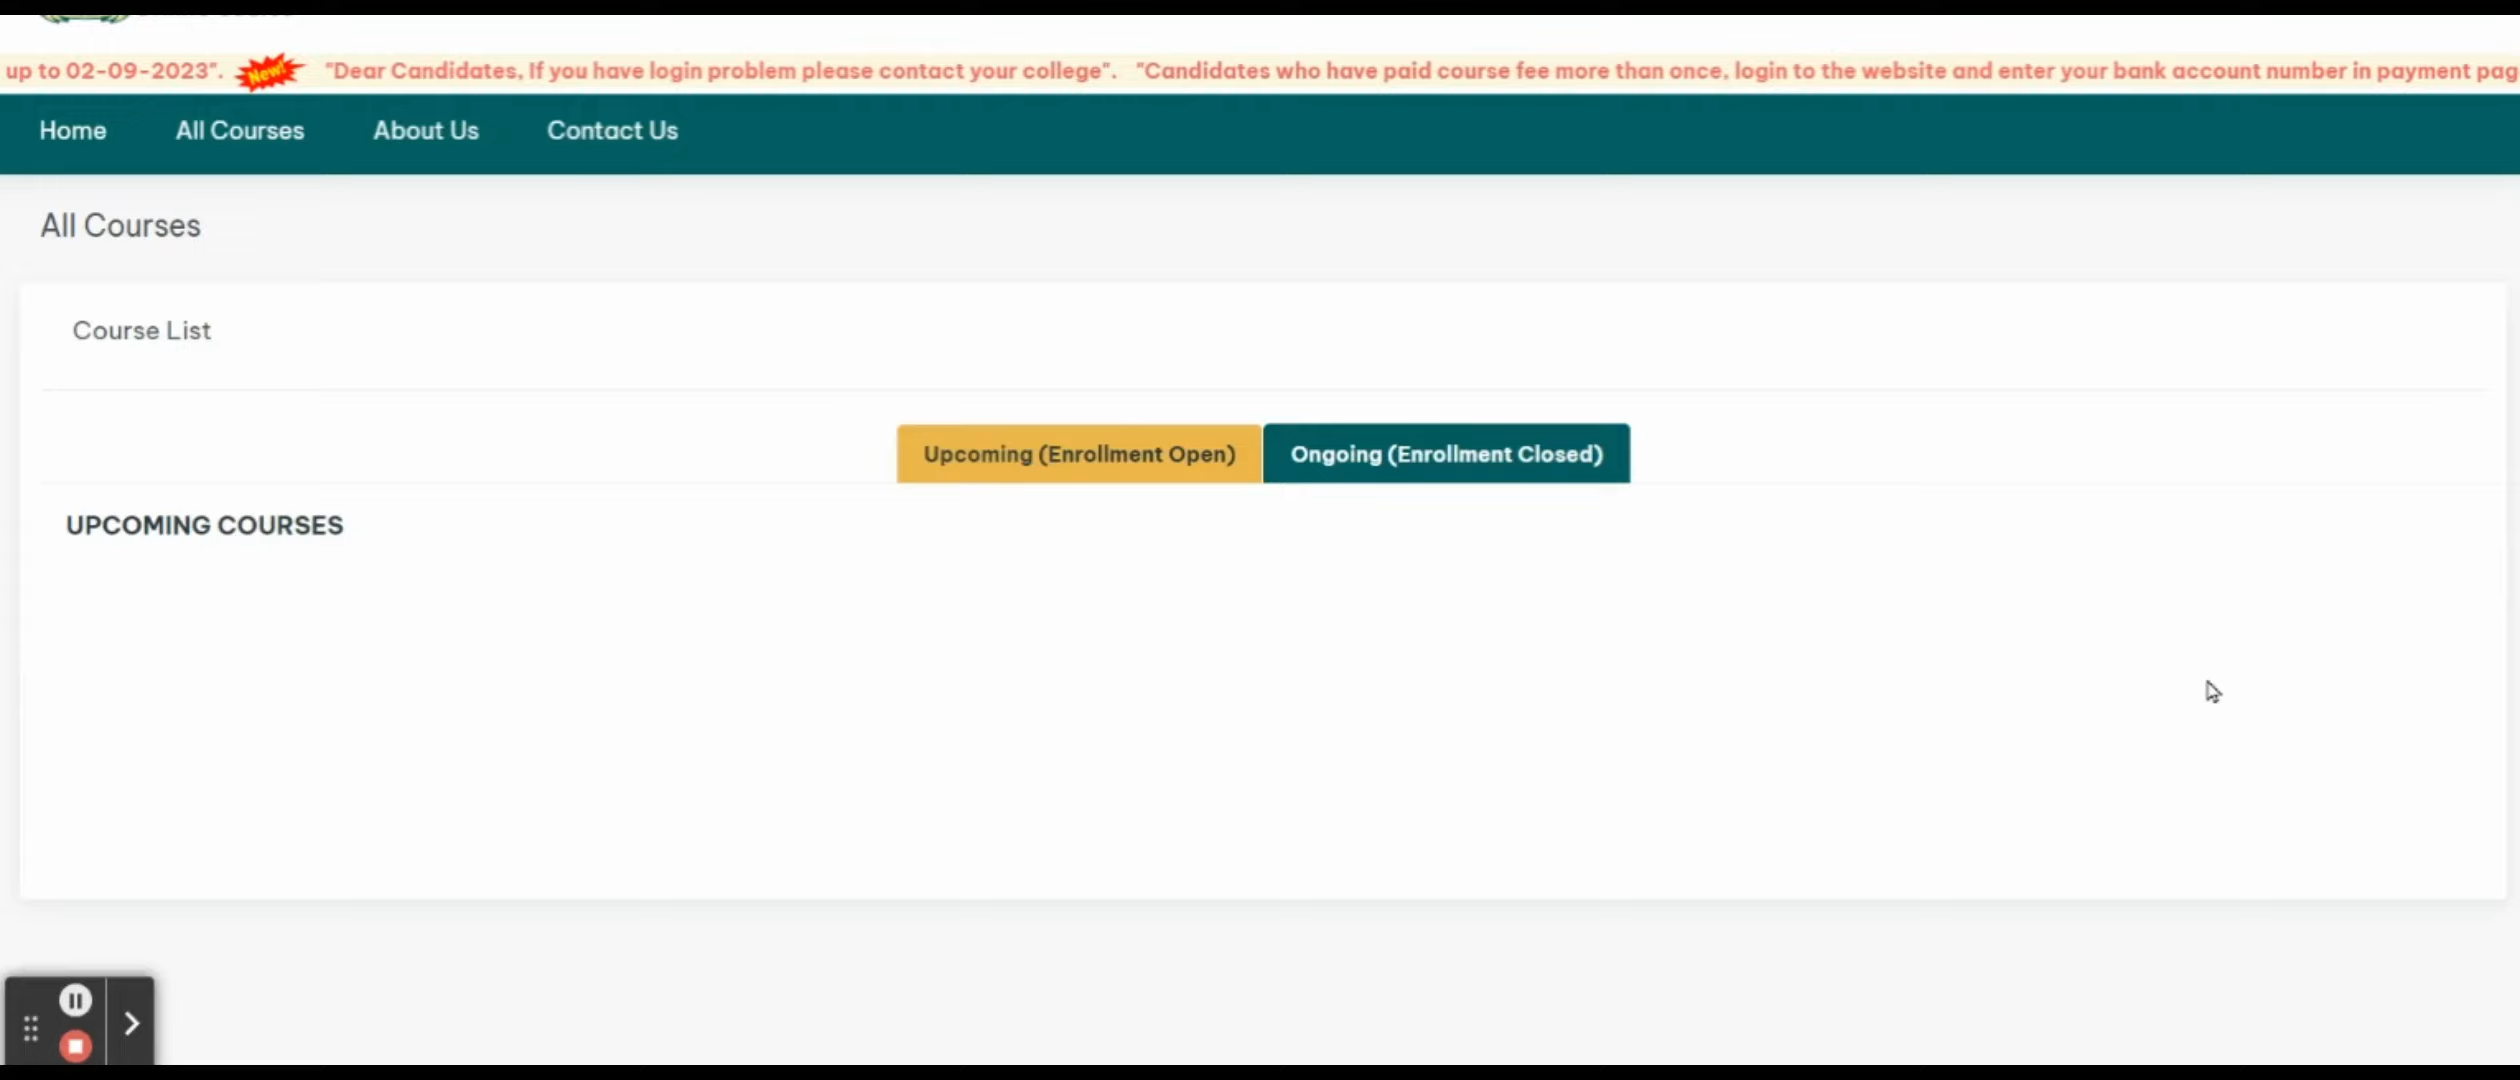 up to 02-09-2023". New! "Dear Candidates, If you have login problem please contact your college". "Candidates who have paid course fee more than once, login to the website and enter your bank account number in payment pag
Home All Courses About Us Contact Us
All Courses
Course List
Upcoming (Enrollment Open) Ongoing (Enrollment Closed)
UPCOMING COURSES